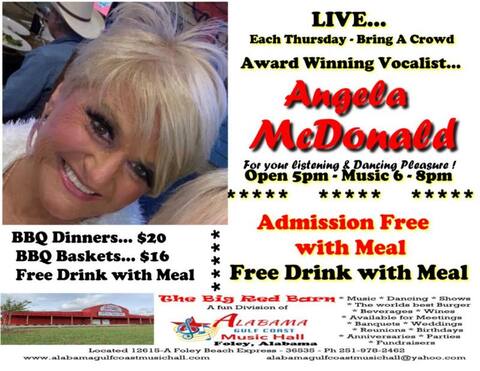 LIVE...
Each Thursday - Bring A Crowd
Award Winning Vocalist...
Angela
McDonald
For your listening & Dancing Pleasure !
Open 5pm - Music 6 - 8pm
***** ***** *****
Admission Free
with Meal
Free Drink with Meal
BBQ Dinners... $20
BBQ Baskets... $16
Free Drink with Meal
The Big Red Barn
A fun Division of
ALABAMA
GULF COAST
Music Hall
Foley, Alabama
* Music * Dancing * Shows
* The worlds best Burger
* Beverages * Wines
* Available for Meetings
* Banquets * Weddings
* Reunions * Birthdays
* Anniversaries * Parties
* Fundraisers
Located 12615-A Foley Beach Express - 36535 - Ph 251-978-2462
www.alabamagulfcoastmusichall.com alabamagulfcoastmusichall@yahoo.com